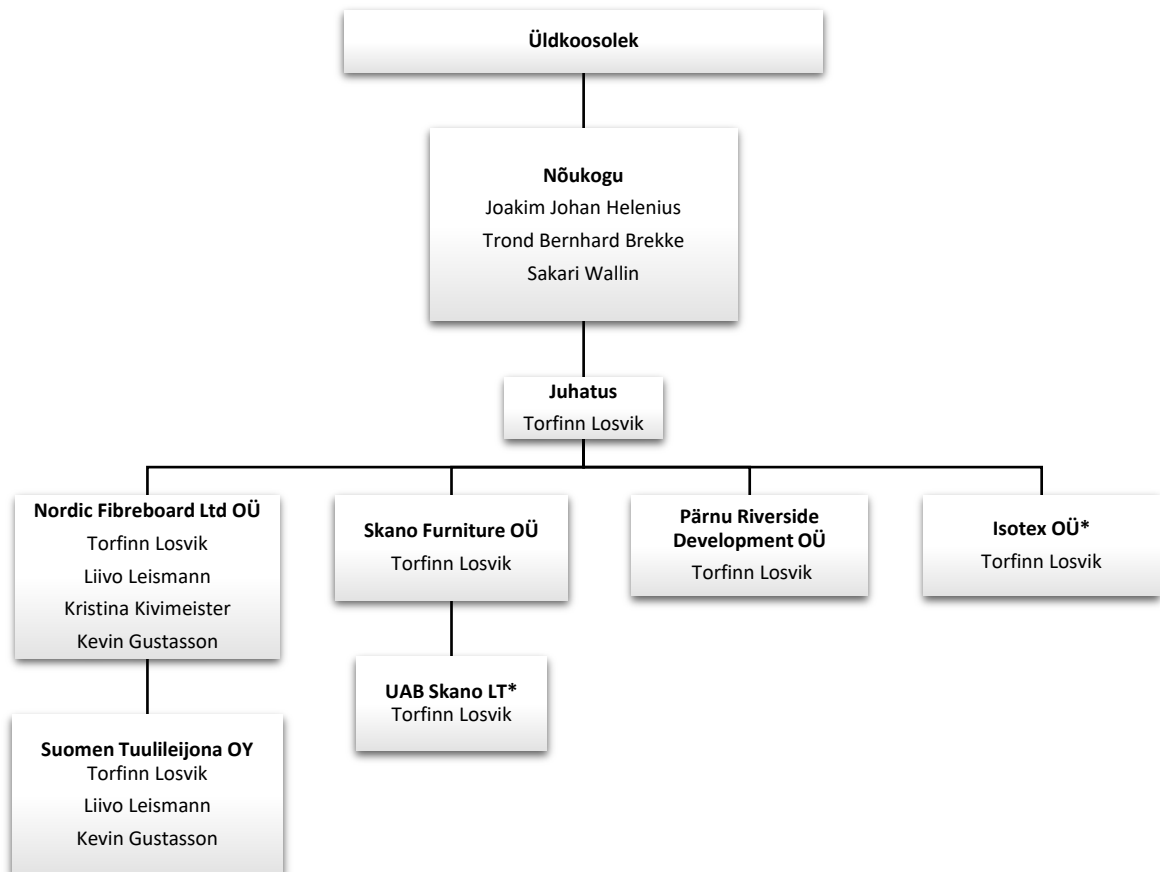 Üldkoosolek
Nõukogu
Joakim Johan Helenius
Trond Bernhard Brekke
Sakari Wallin
Juhatus
Torfinn Losvik
Nordic Fibreboard Ltd OÜ
Torfinn Losvik
Liivo Leismann
Kristina Kivimeister
Kevin Gustasson
Skano Furniture OÜ
Torfinn Losvik
Pärnu Riverside
Development OÜ
Torfinn Losvik
Isotex OÜ*
Torfinn Losvik
UAB Skano LT*
Torfinn Losvik
Suomen Tuulileijona OY
Torfinn Losvik
Liivo Leismann
Kevin Gustasson